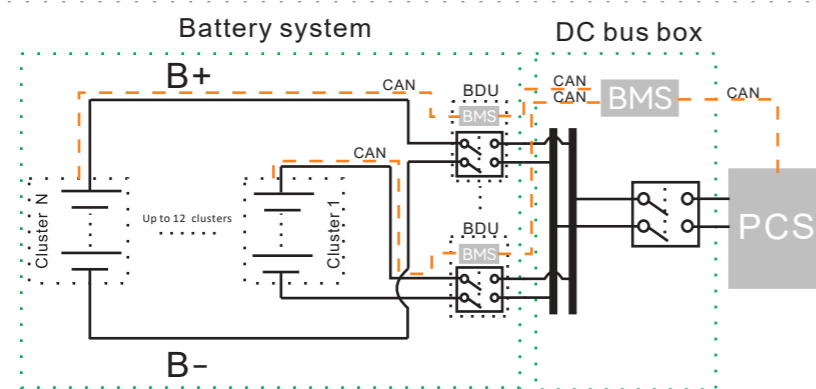 Battery system
DC bus box
B+
CAN
BDU
BMS
CAN
CAN
BMS
CAN
CAN
Cluster N
Up to 12 clusters
Cluster 1
BDU
BMS
PCS
B-